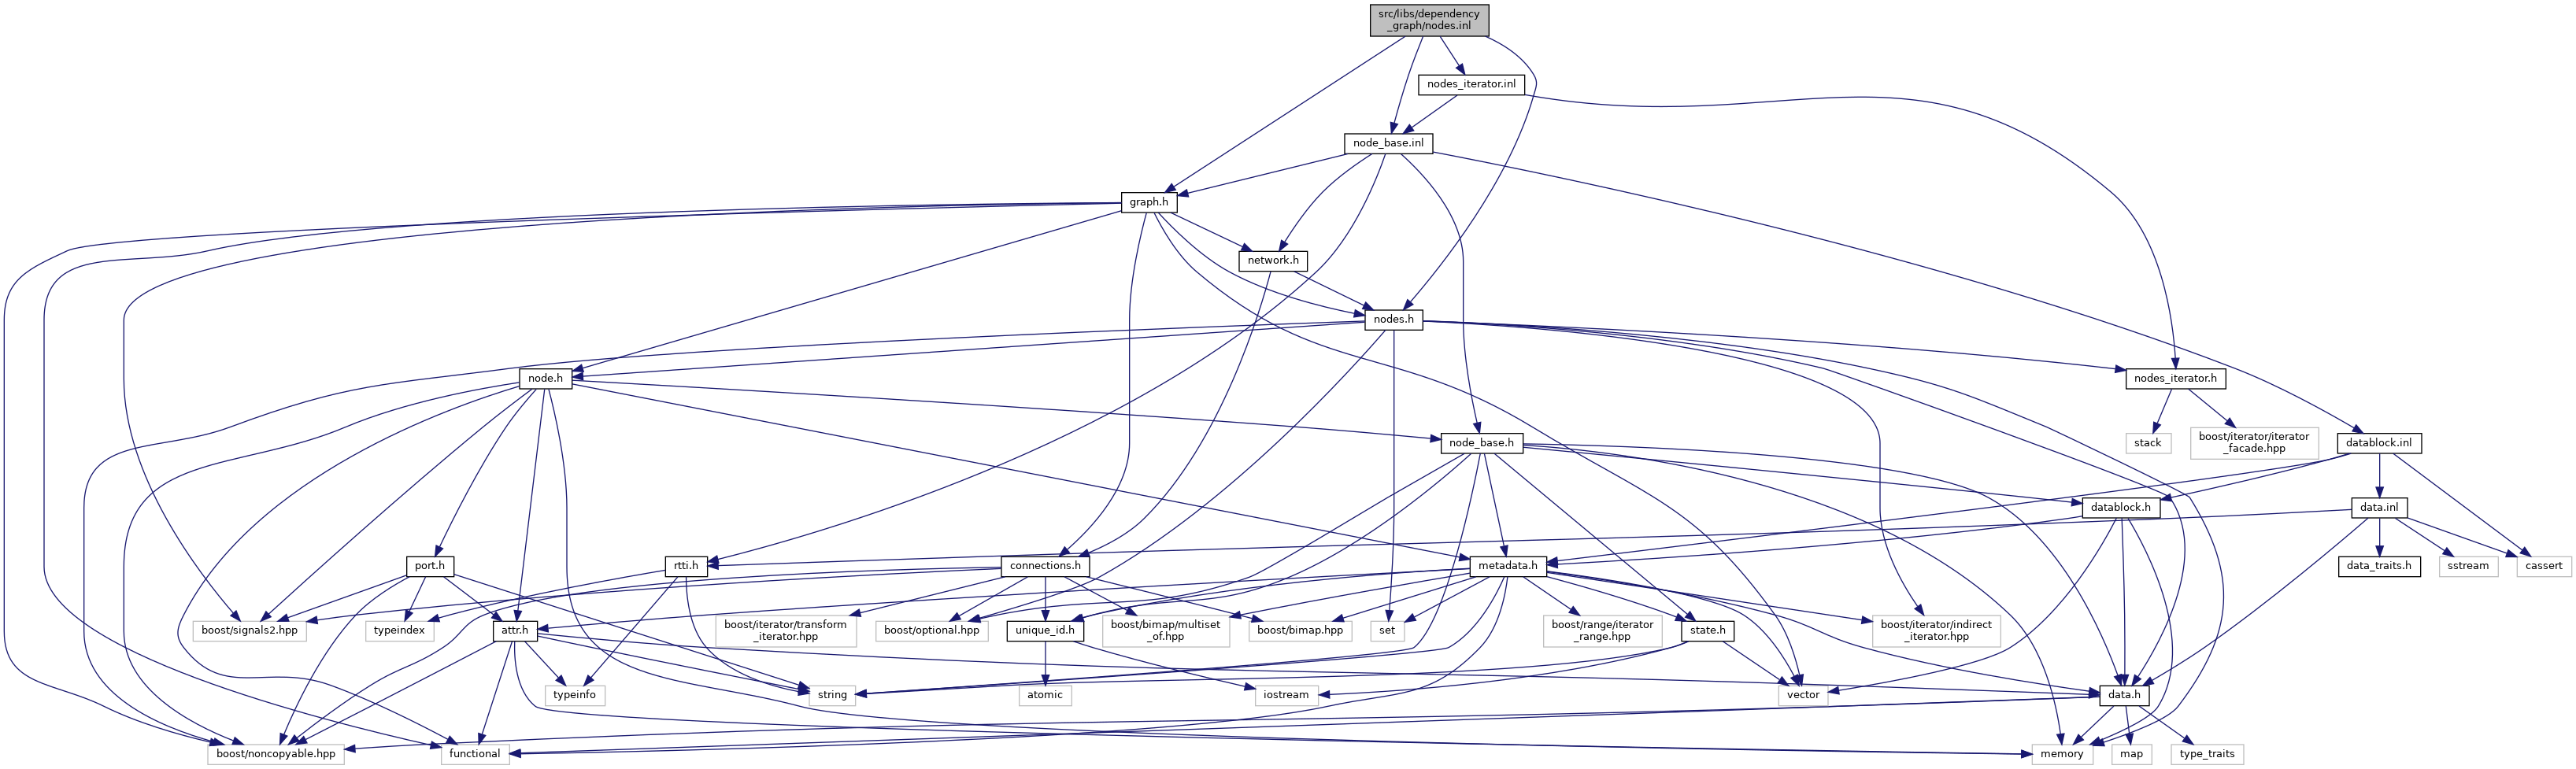 src/libs/dependency
_graph/nodes.inl
nodes_iterator.inl
node_base.inl
graph.h
network.h
nodes.h
node.h
nodes_iterator.h
node_base.h
stack
boost/iterator/iterator
_facade.hpp
datablock.inl
datablock.h
data.inl
port.h
rtti.h
connections.h
metadata.h
data_traits.h
sstream
cassert
boost/signals2.hpp
typeindex
attr.h
boost/iterator/transform
_iterator.hpp
boost/optional.hpp
unique_id.h
boost/bimap/multiset
_of.hpp
boost/bimap.hpp
set
boost/range/iterator
_range.hpp
state.h
boost/iterator/indirect
_iterator.hpp
typeinfo
string
atomic
iostream
vector
data.h
boost/noncopyable.hpp
functional
memory
map
type_traits